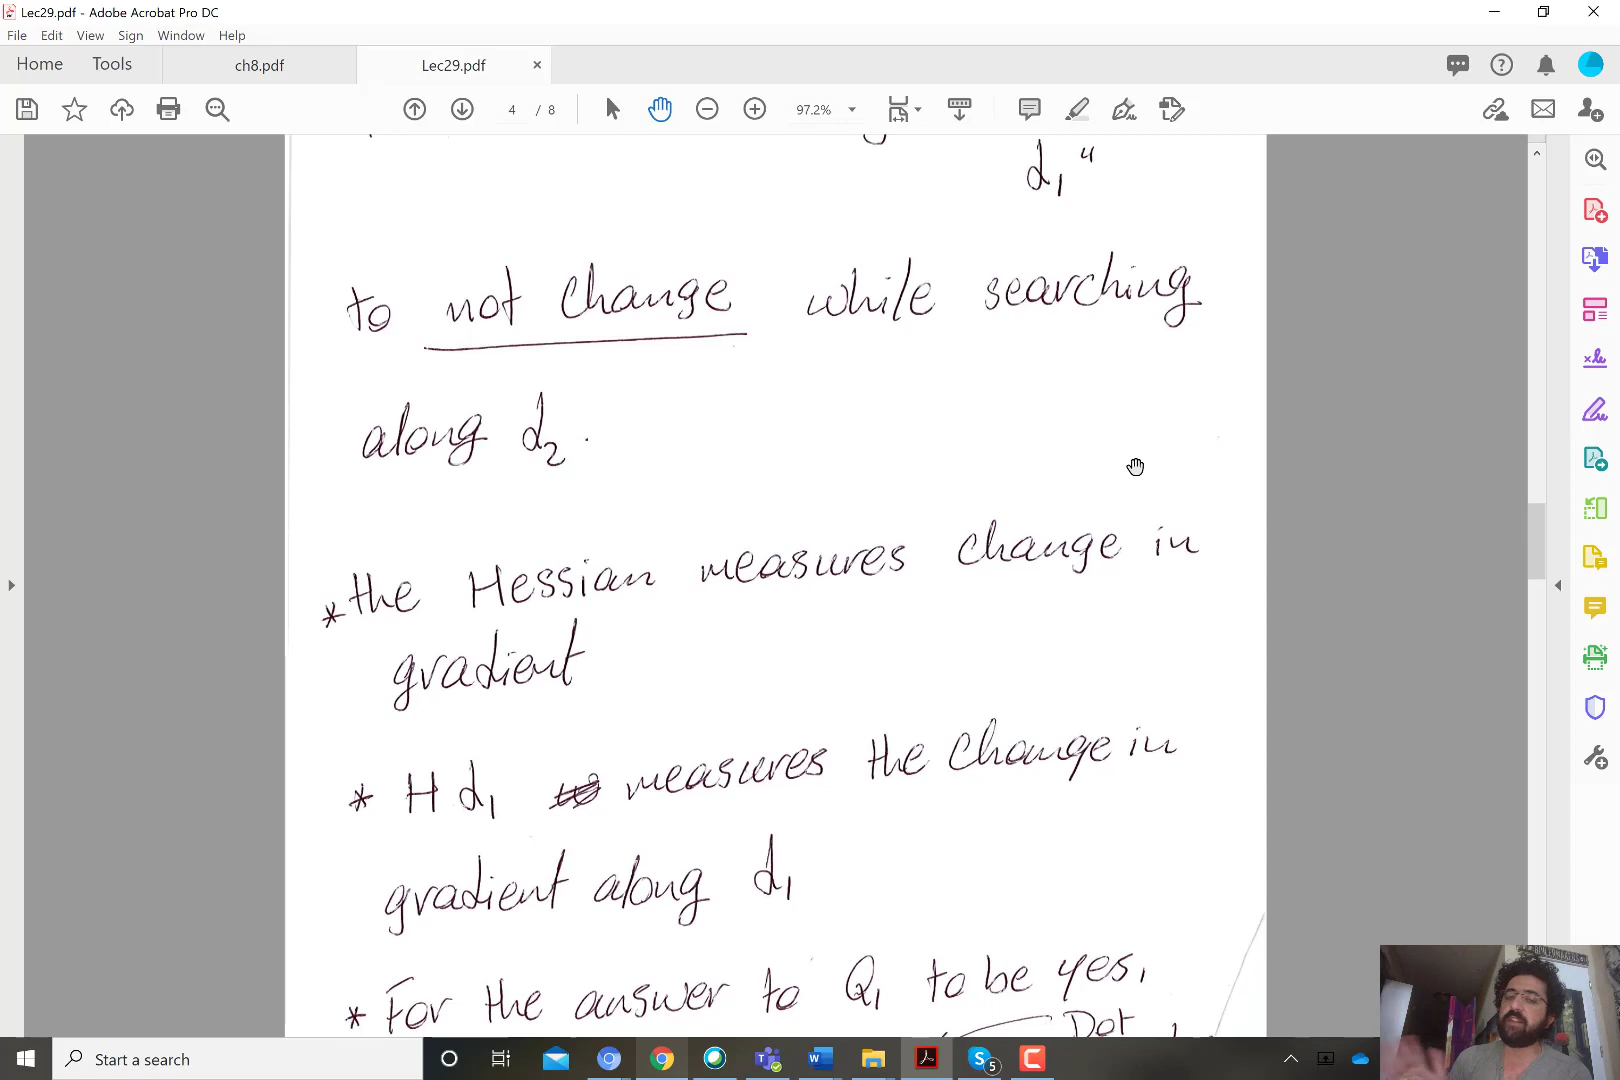 Lec29.pdf - Adobe Acrobat Pro DC
File Edit View Sign Window Help
Home Tools ch8.pdf Lec29.pdf ×
4 / 8 97.2%
d₁"
to not change while searching
along d₂.
* the Hessian measures change in
gradient
* H d₁ measures the change in
gradient along d₁
* For the answer to Q₁ to be yes,
Dot
Start a search
5